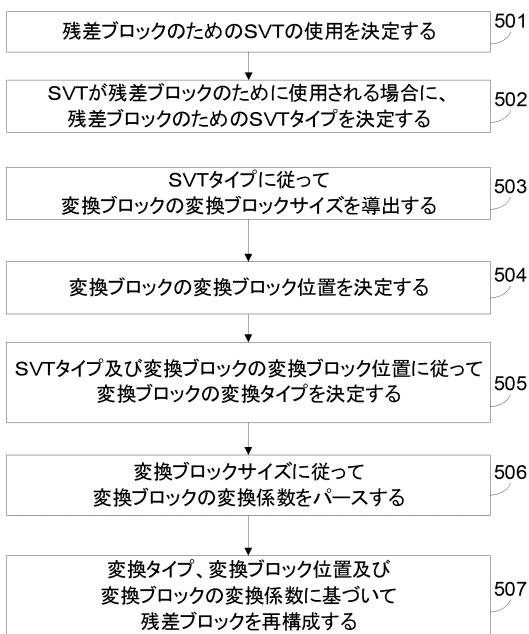 残差ブロックのためのSVTの使用を決定する
501
SVTが残差ブロックのために使用される場合に、
残差ブロックのためのSVTタイプを決定する
502
SVTタイプに従って
変換ブロックの変換ブロックサイズを導出する
503
変換ブロックの変換ブロック位置を決定する
504
SVTタイプ及び変換ブロックの変換ブロック位置に従って
変換ブロックの変換タイプを決定する
505
変換ブロックサイズに従って
変換ブロックの変換係数をパースする
506
変換タイプ、変換ブロック位置及び
変換ブロックの変換係数に基づいて
残差ブロックを再構成する
507